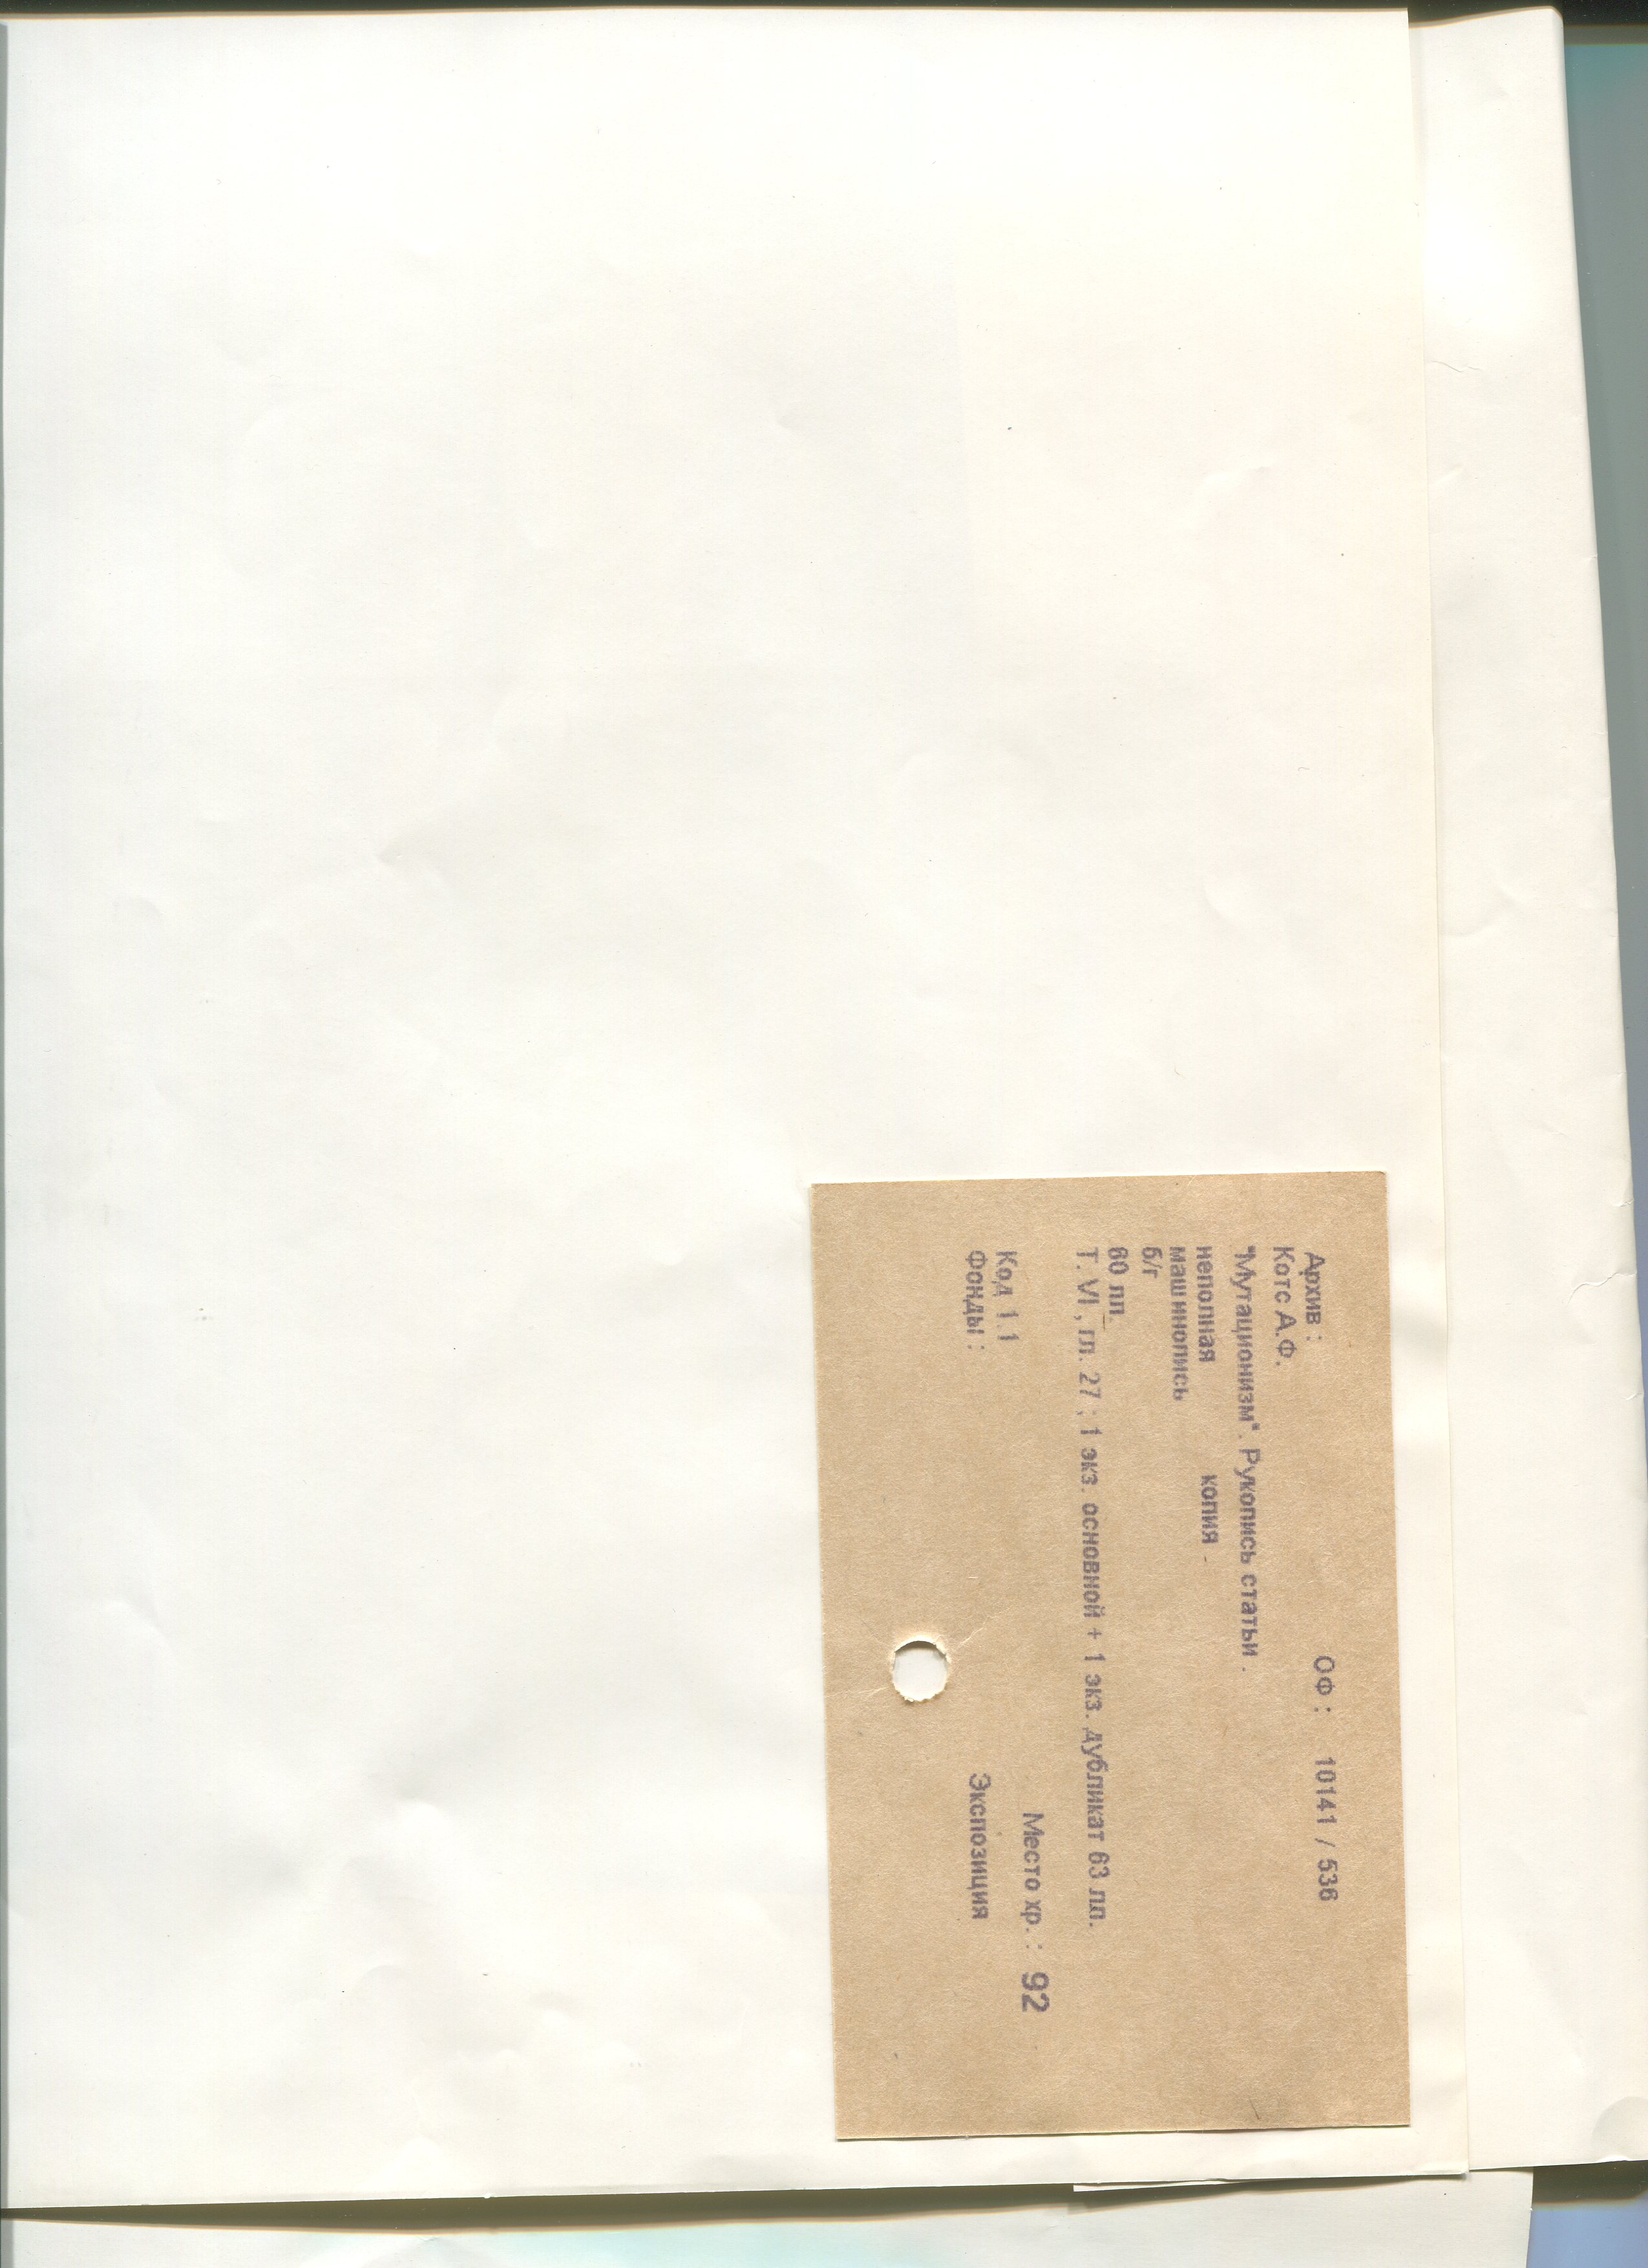 Архив : ОФ : 10141 / 536
Котс А.Ф.
"Мутационизм". Рукопись статьи .
неполная копия -
машинопись
б/г
60 лл.
Т. VI , гл. 27 ; 1 экз. основной + 1 экз. дубликат 63 лл.
Место хр. : 92
Код 1.1
Фонды : Экспозиция